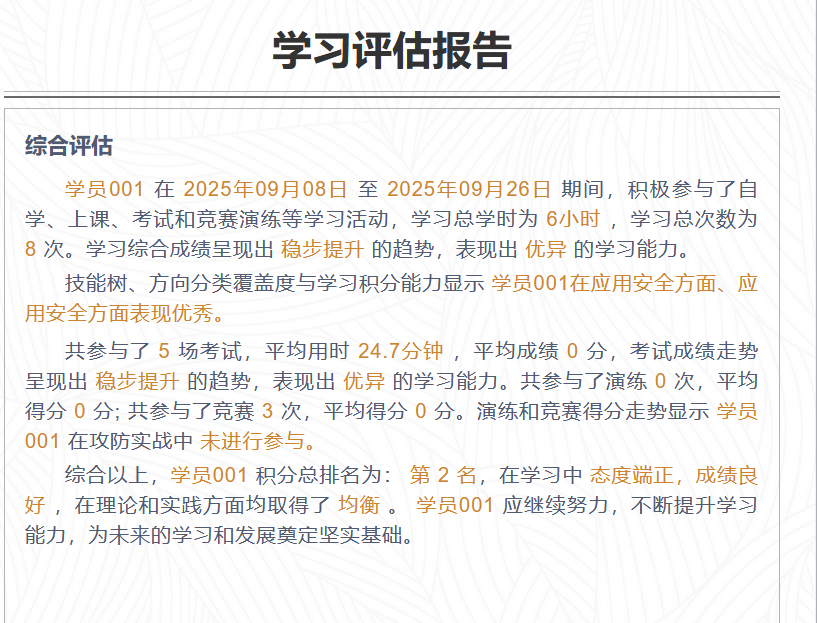 学习评估报告
综合评估
学员001 在 2025年09月08日 至 2025年09月26日 期间，积极参与了自
学、上课、考试和竞赛演练等学习活动，学习总学时为 6小时 ，学习总次数为
8 次。学习综合成绩呈现出 稳步提升 的趋势，表现出 优异 的学习能力。
技能树、方向分类覆盖度与学习积分能力显示 学员001在应用安全方面、应
用安全方面表现优秀。
共参与了 5 场考试，平均用时 24.7分钟 ，平均成绩 0 分，考试成绩走势
呈现出 稳步提升 的趋势，表现出 优异 的学习能力。共参与了演练 0 次，平均
得分 0 分; 共参与了竞赛 3 次，平均得分 0 分。演练和竞赛得分走势显示 学员
001 在攻防实战中 未进行参与。
综合以上，学员001 积分总排名为： 第 2 名，在学习中 态度端正，成绩良
好 ，在理论和实践方面均取得了 均衡 。 学员001 应继续努力，不断提升学习
能力，为未来的学习和发展奠定坚实基础。